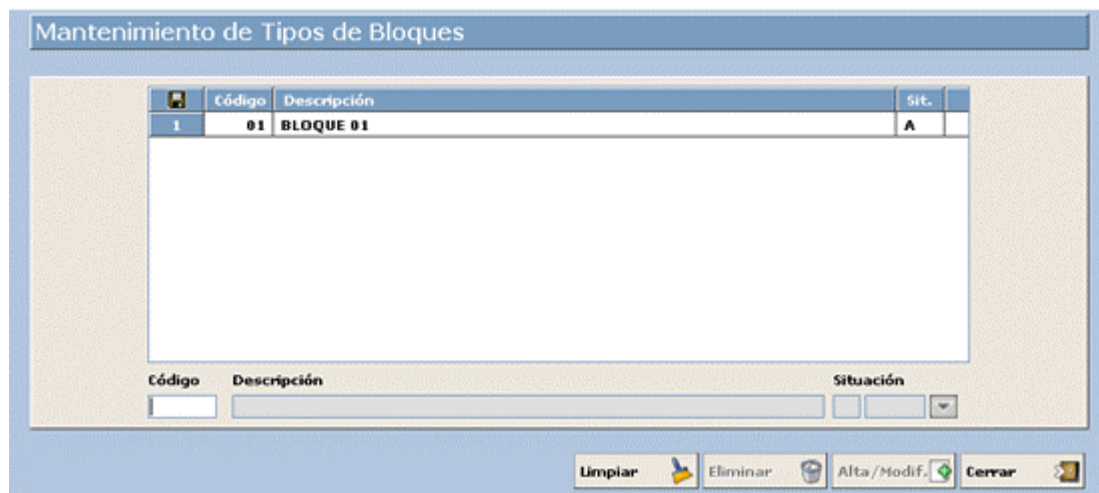 Mantenimiento de Tipos de Bloques
Código Descripción Sit.
1 01 BLOQUE 01 A
Código Descripción Situación
Limpiar Eliminar Alta/Modif. Cerrar